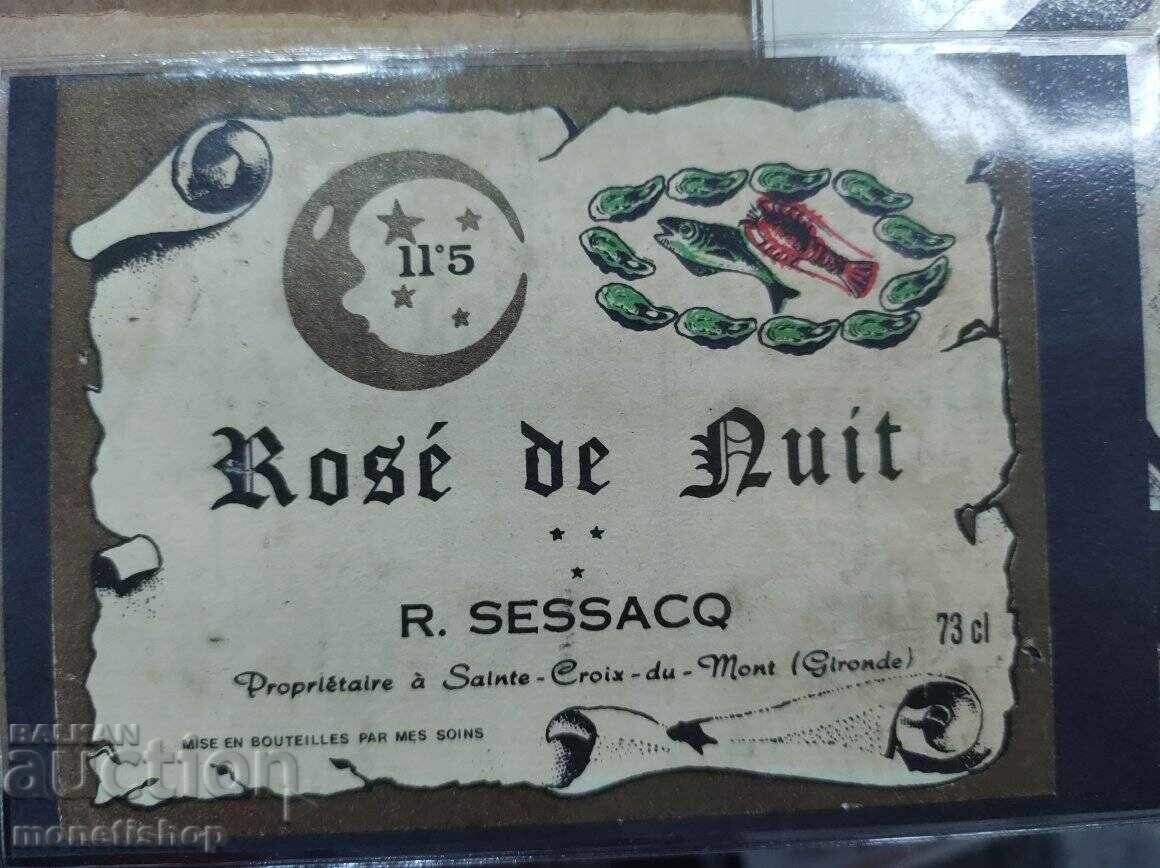 11°5
Rosé de Nuit
R. SESSACQ
73 cl
Propriétaire à Sainte-Croix-du-Mont (Gironde)
MISE EN BOUTEILLES PAR MES SOINS
BALKAN
auction
monetishop